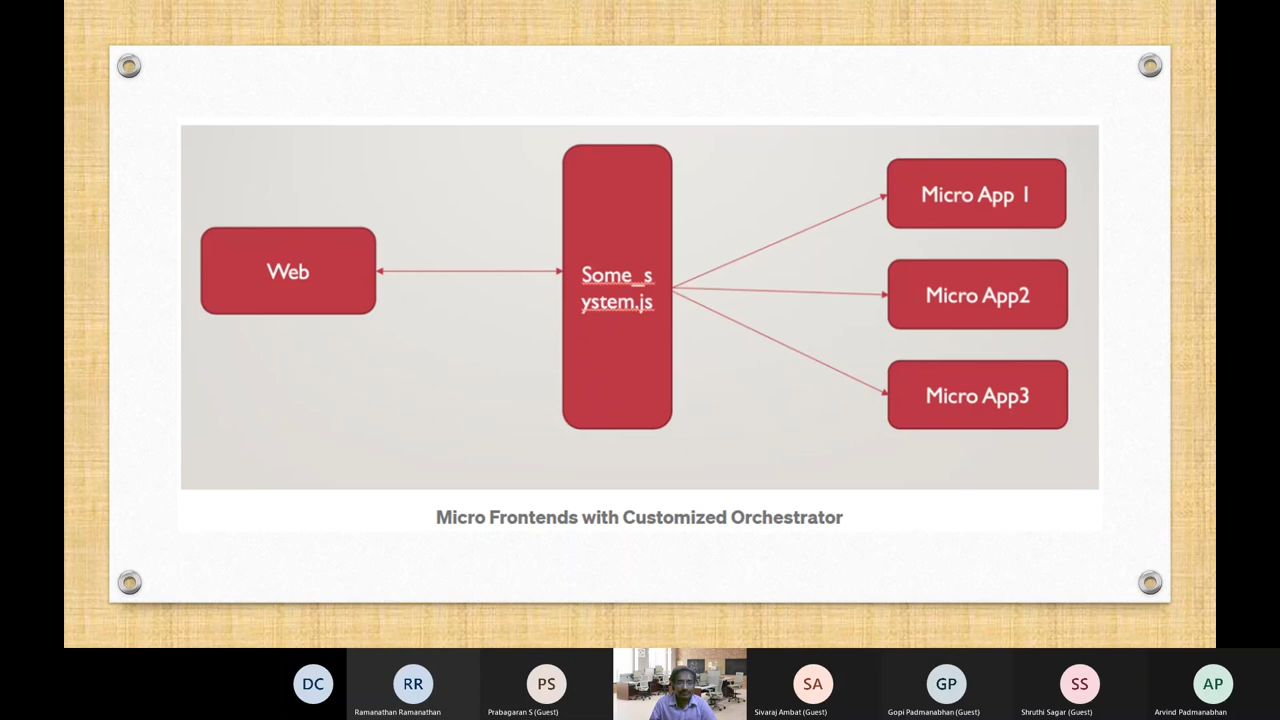 Web
Some_s
ystem.js
Micro App 1
Micro App2
Micro App3
Micro Frontends with Customized Orchestrator
DC
RR
PS
SA
GP
SS
AP
Ramanathan Ramanathan
Prabagaran S (Guest)
Sivaraj Ambat (Guest)
Gopi Padmanabhan (Guest)
Shruthi Sagar (Guest)
Arvind Padmanabhan